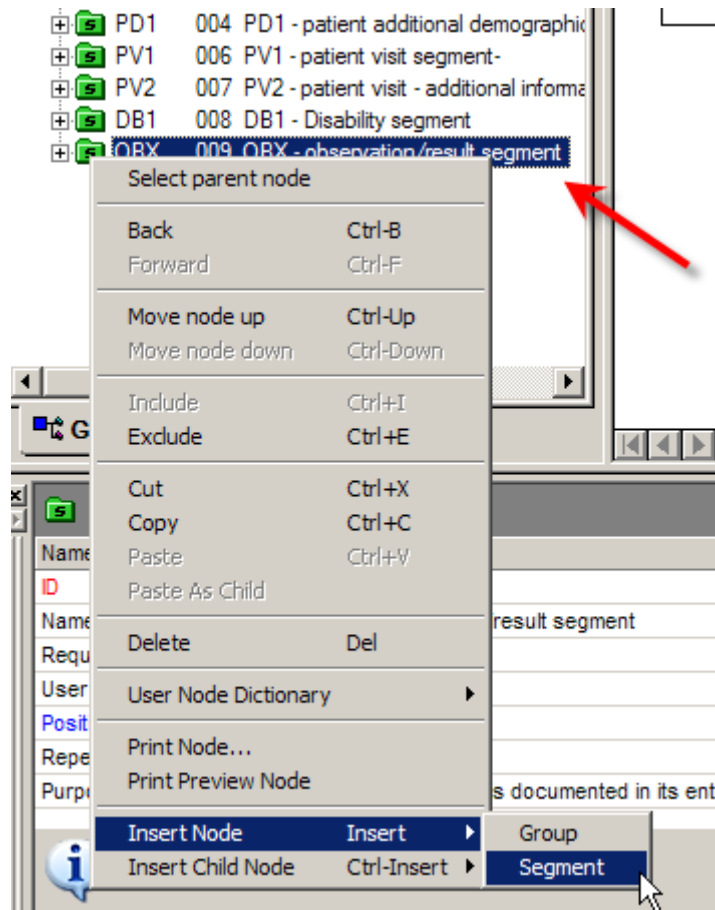 PD1 004 PD1 - patient additional demographic
PV1 006 PV1 - patient visit segment-
PV2 007 PV2 - patient visit - additional informa
DB1 008 DB1 - Disability segment
OBX 009 OBX - observation/result segment
Select parent node
Back Ctrl-B
Forward Ctrl-F
Move node up Ctrl-Up
Move node down Ctrl-Down
Include Ctrl+I
Exclude Ctrl+E
G
Cut Ctrl+X
Copy Ctrl+C
Paste Ctrl+V
Paste As Child
Delete Del
User Node Dictionary
Print Node...
Print Preview Node
Insert Node Insert
Insert Child Node Ctrl-Insert
Group
Segment
Name
ID
Name /result segment
Requ
User
Posit
Repe
Purp s documented in its ent